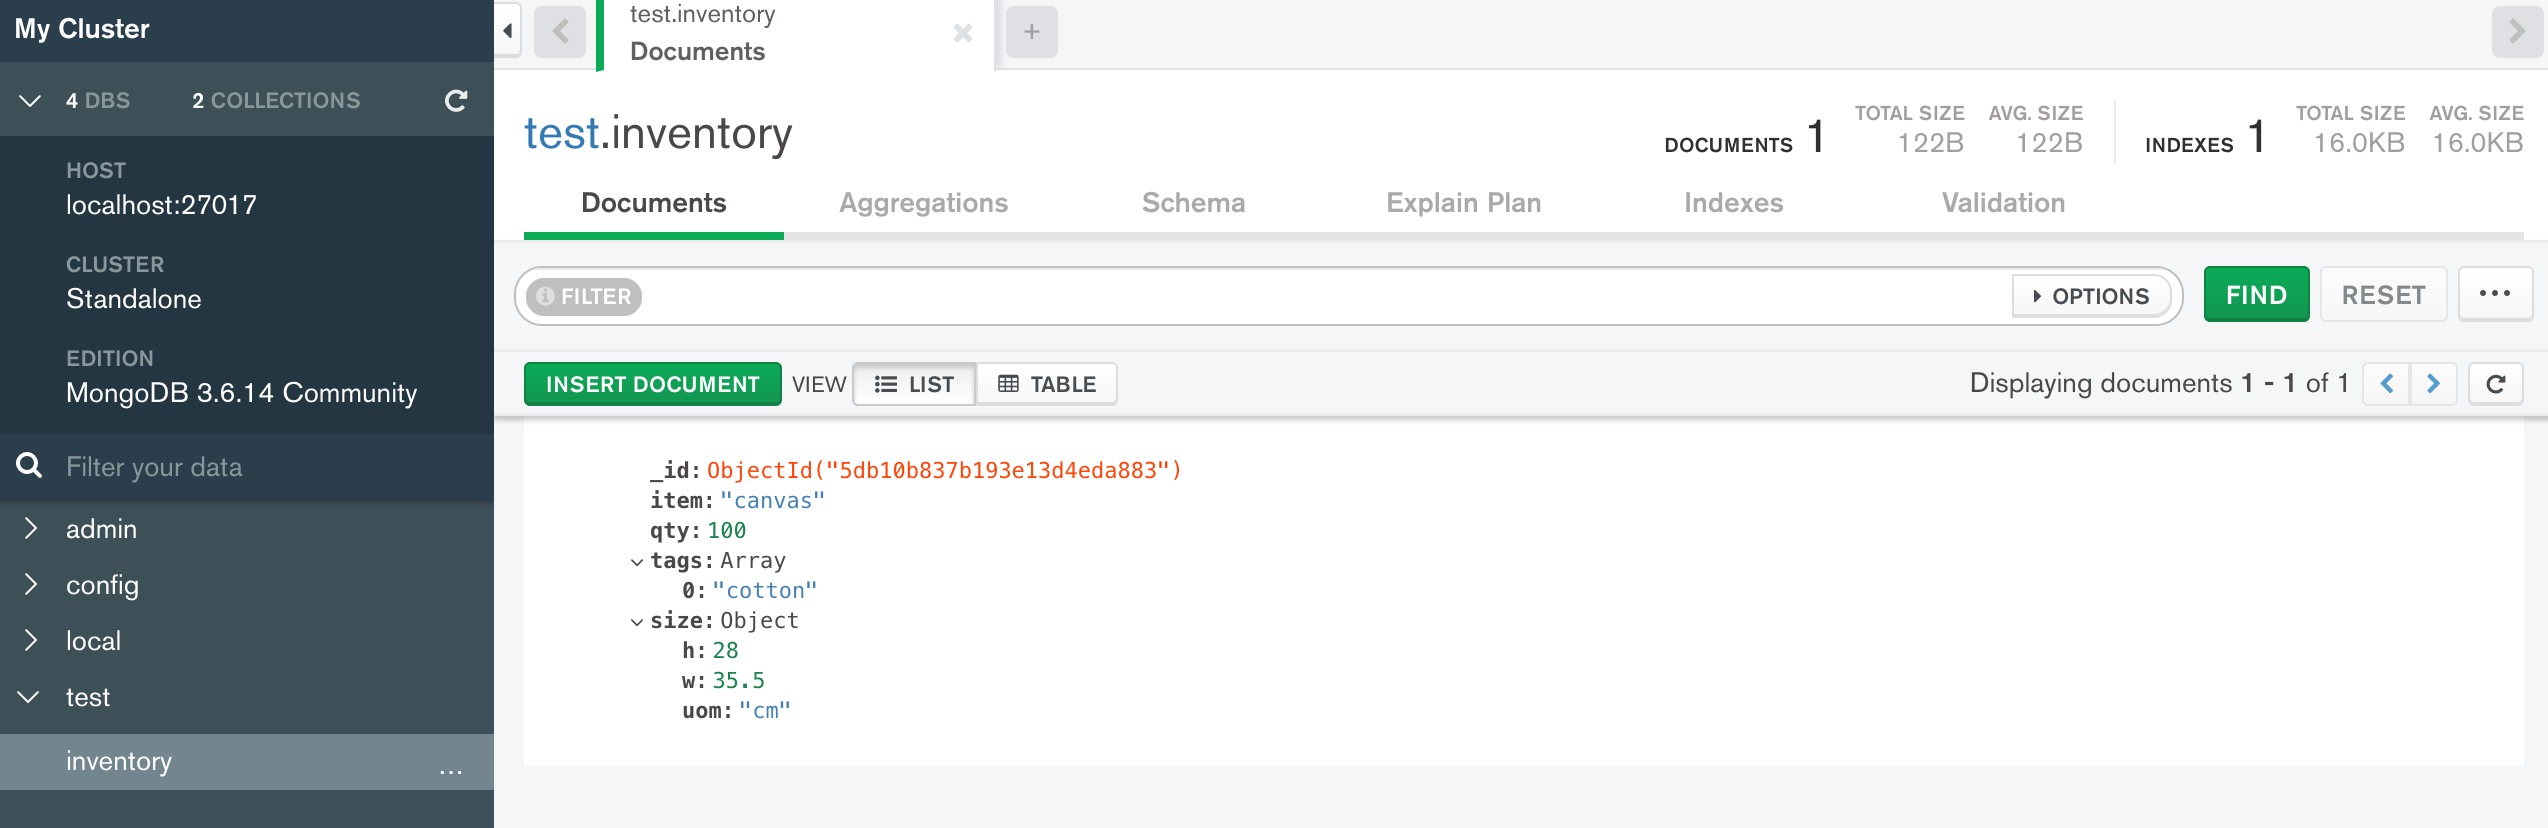 My Cluster
4 DBS 2 COLLECTIONS
HOST
localhost:27017
CLUSTER
Standalone
EDITION
MongoDB 3.6.14 Community
Filter your data
admin
config
local
test
inventory ...
test.inventory
Documents
test.inventory
DOCUMENTS 1 TOTAL SIZE 122B AVG. SIZE 122B
INDEXES 1 TOTAL SIZE 16.0KB AVG. SIZE 16.0KB
Documents Aggregations Schema Explain Plan Indexes Validation
FILTER OPTIONS FIND RESET ...
INSERT DOCUMENT VIEW LIST TABLE Displaying documents 1 - 1 of 1
_id: ObjectId("5db10b837b193e13d4eda883")
item: "canvas"
qty: 100
tags: Array
0: "cotton"
size: Object
h: 28
w: 35.5
uom: "cm"